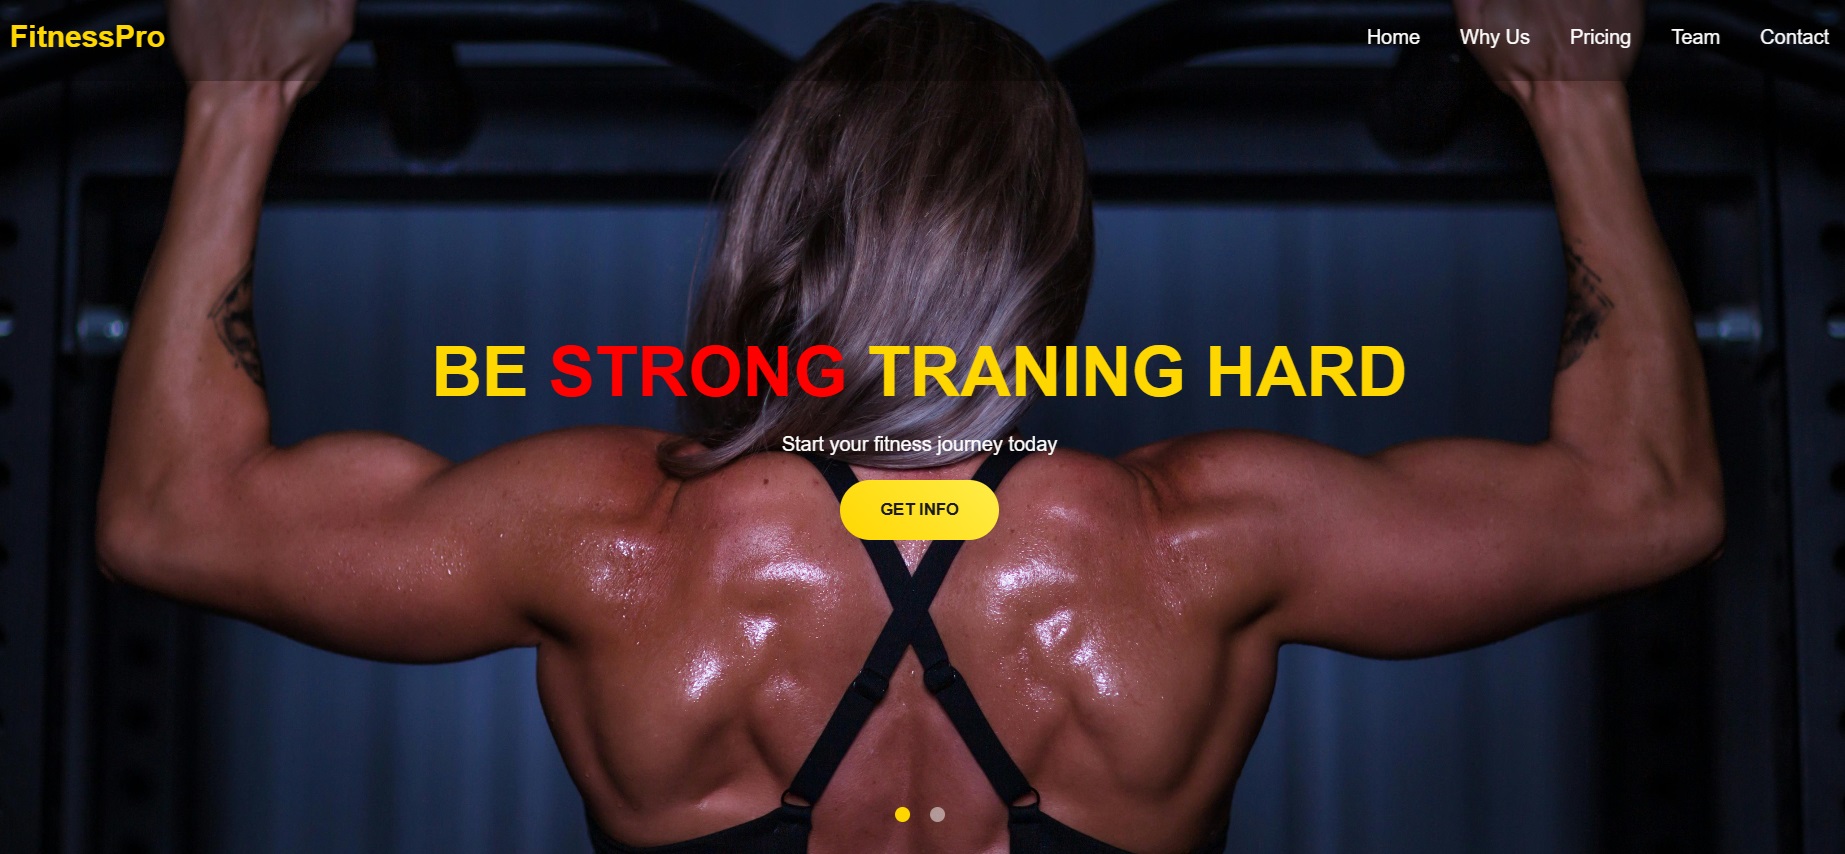 FitnessPro
Home Why Us Pricing Team Contact
BE STRONG TRANING HARD
Start your fitness journey today
GET INFO